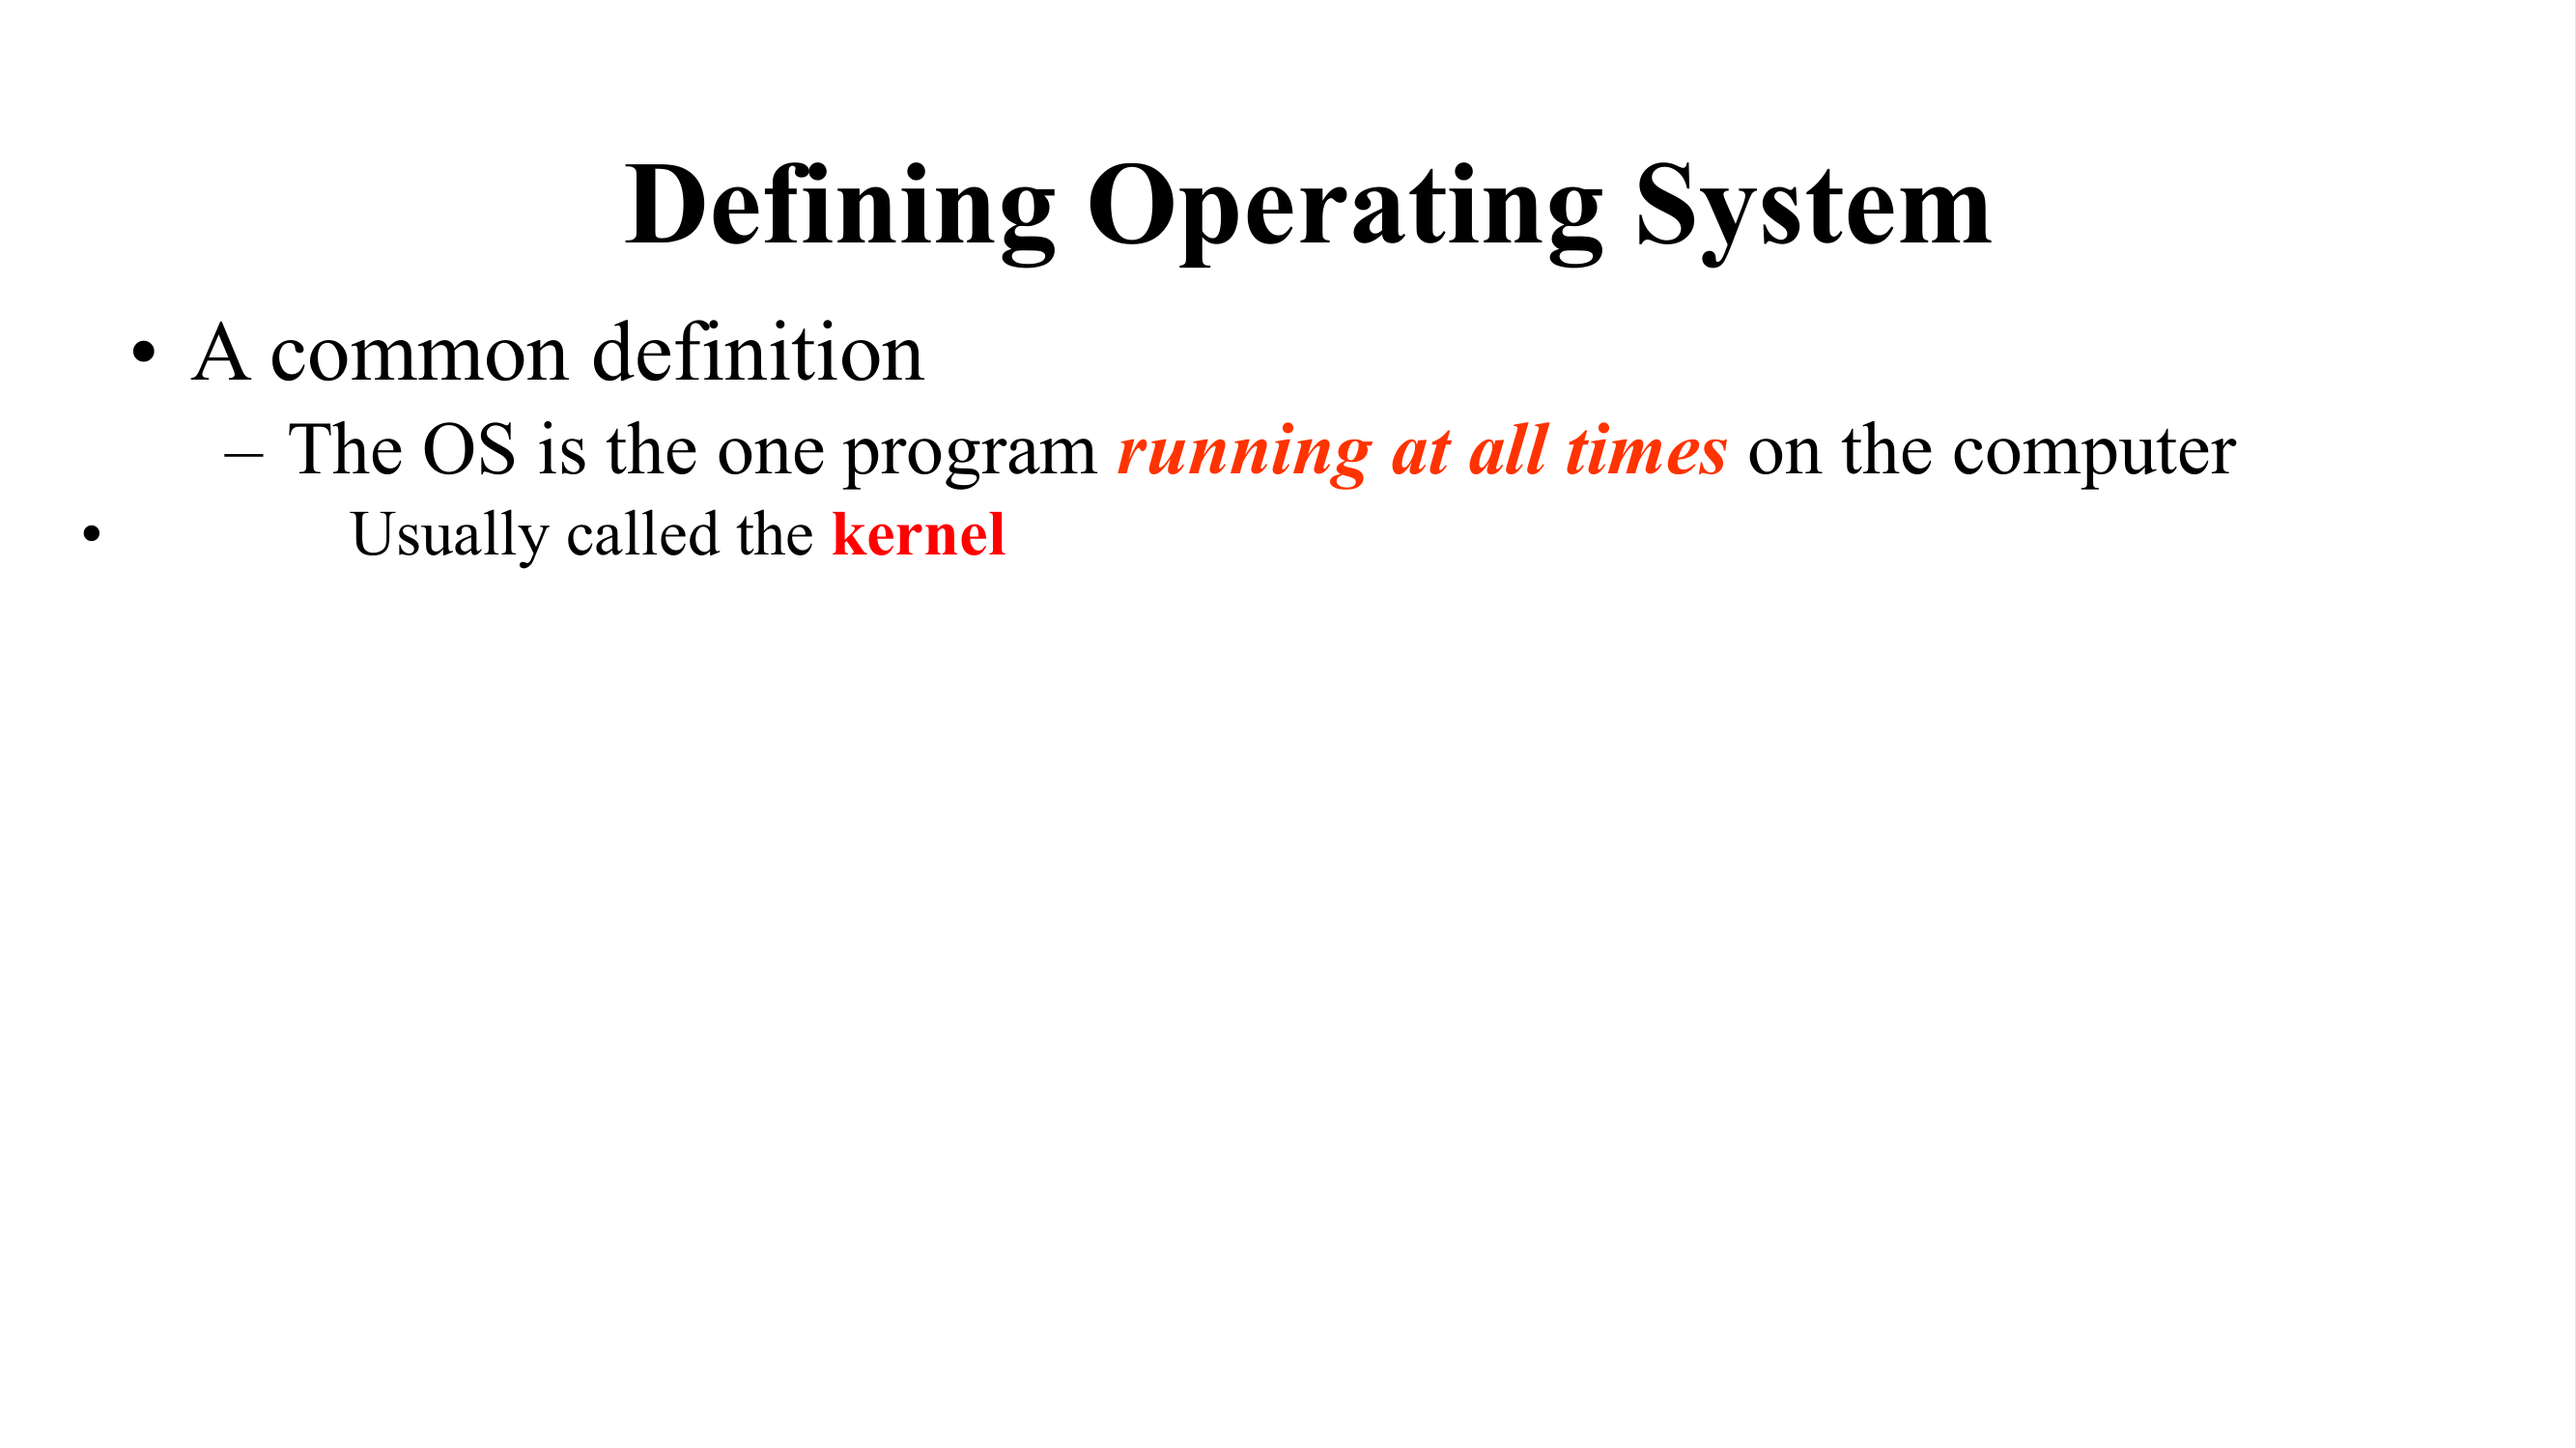 Defining Operating System
• A common definition
– The OS is the one program running at all times on the computer
• Usually called the kernel